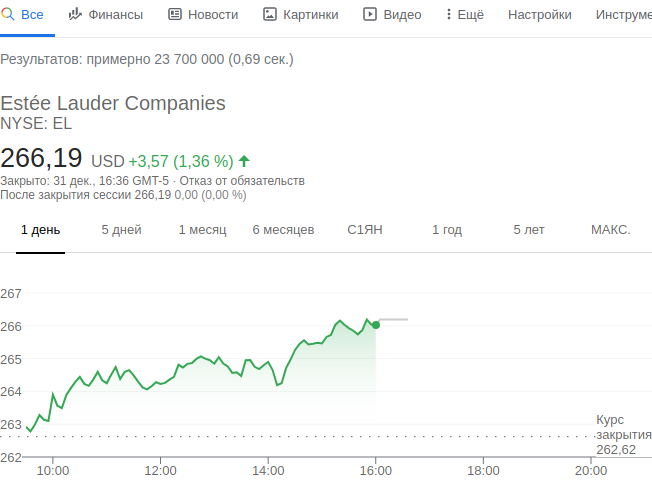 Все Финансы Новости Картинки Видео Ещё Настройки Инструме
Результатов: примерно 23 700 000 (0,69 сек.)
Estée Lauder Companies
NYSE: EL
266,19 USD +3,57 (1,36 %)
Закрыто: 31 дек., 16:36 GMT-5 · Отказ от обязательств
После закрытия сессии 266,19 0,00 (0,00 %)
1 день 5 дней 1 месяц 6 месяцев С1ЯН 1 год 5 лет МАКС.
267
266
265
264
263
262
Курс
закрытия
262,62
10:00 12:00 14:00 16:00 18:00 20:00